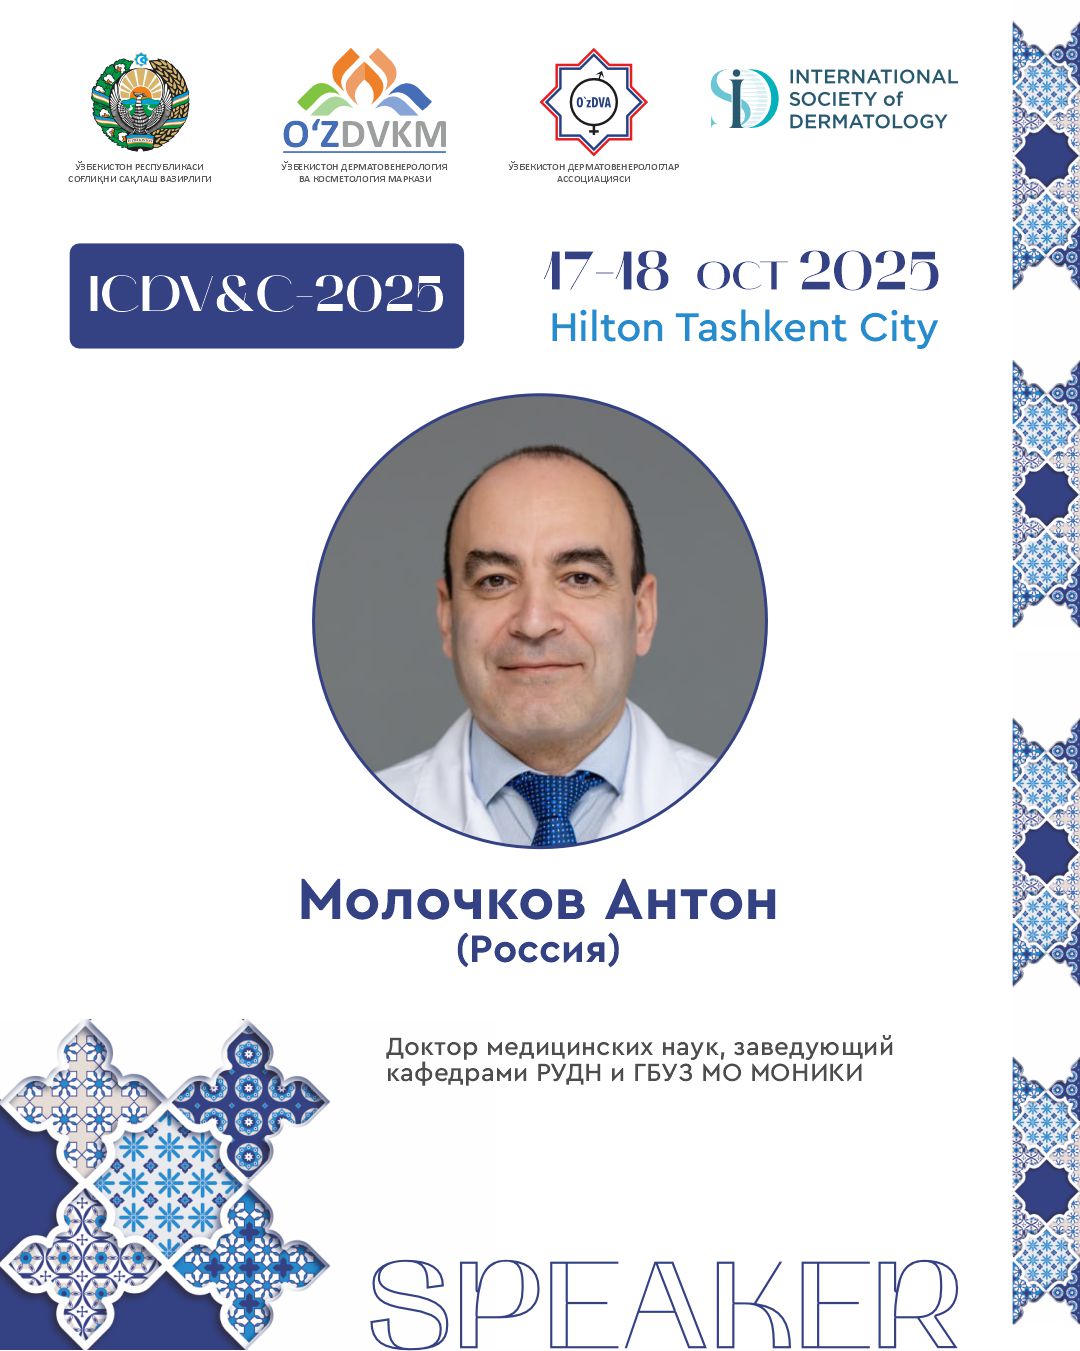 ЎЗБЕКИСТОН РЕСПУБЛИКАСИ
СОҒЛИҚНИ САҚЛАШ ВАЗИРЛИГИ
O‘ZDVKM
ЎЗБЕКИСТОН ДЕРМАТОВЕНЕРОЛОГИЯ
ВА КОСМЕТОЛОГИЯ МАРКАЗИ
O`zDVA
ЎЗБЕКИСТОН ДЕРМАТОВЕНЕРОЛОГЛАР
АССОЦИАЦИЯСИ
SID
INTERNATIONAL
SOCIETY of
DERMATOLOGY
ICDV&C-2025
17-18 OCT 2025
Hilton Tashkent City
Молочков Антон
(Россия)
Доктор медицинских наук, заведующий
кафедрами РУДН и ГБУЗ МО МОНИКИ
SPEAKER